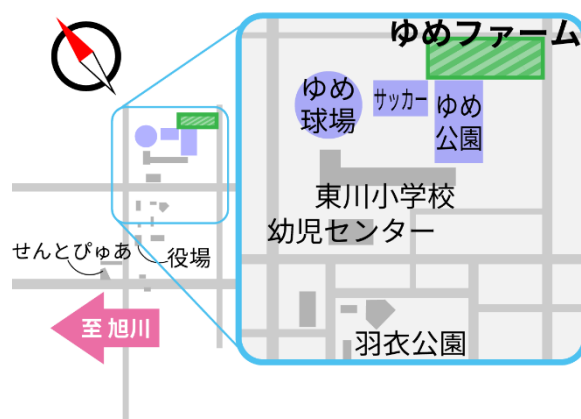 ゆめファーム
ゆめ
球場
サッカー
ゆめ
公園
東川小学校
幼児センター
羽衣公園
せんとぴゅあ
役場
至 旭川